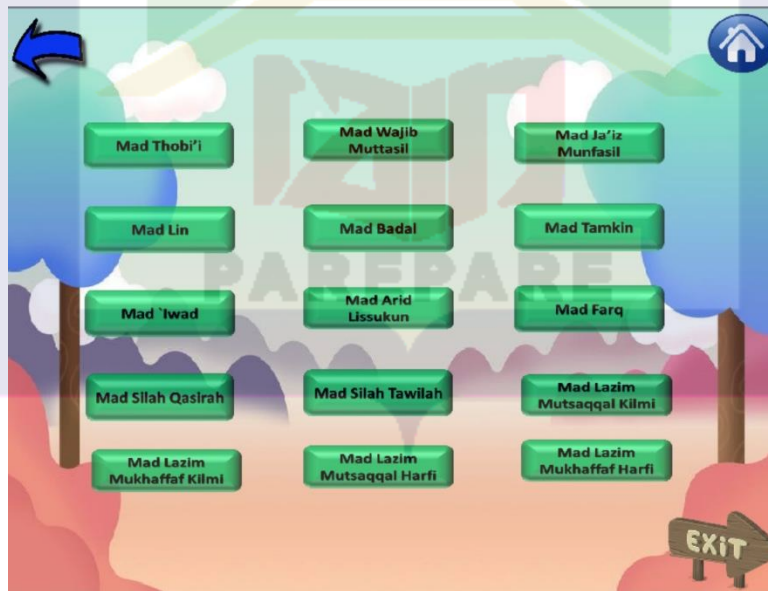 Mad Thobi’i
Mad Wajib
Muttasil
Mad Ja’iz
Munfasil
Mad Lin
Mad Badal
Mad Tamkin
Mad `Iwad
Mad Arid
Lissukun
Mad Farq
Mad Silah Qasirah
Mad Silah Tawilah
Mad Lazim
Mutsaqqal Kilmi
Mad Lazim
Mukhaffaf Kilmi
Mad Lazim
Mutsaqqal Harfi
Mad Lazim
Mukhaffaf Harfi
PAREPARE
EXiT